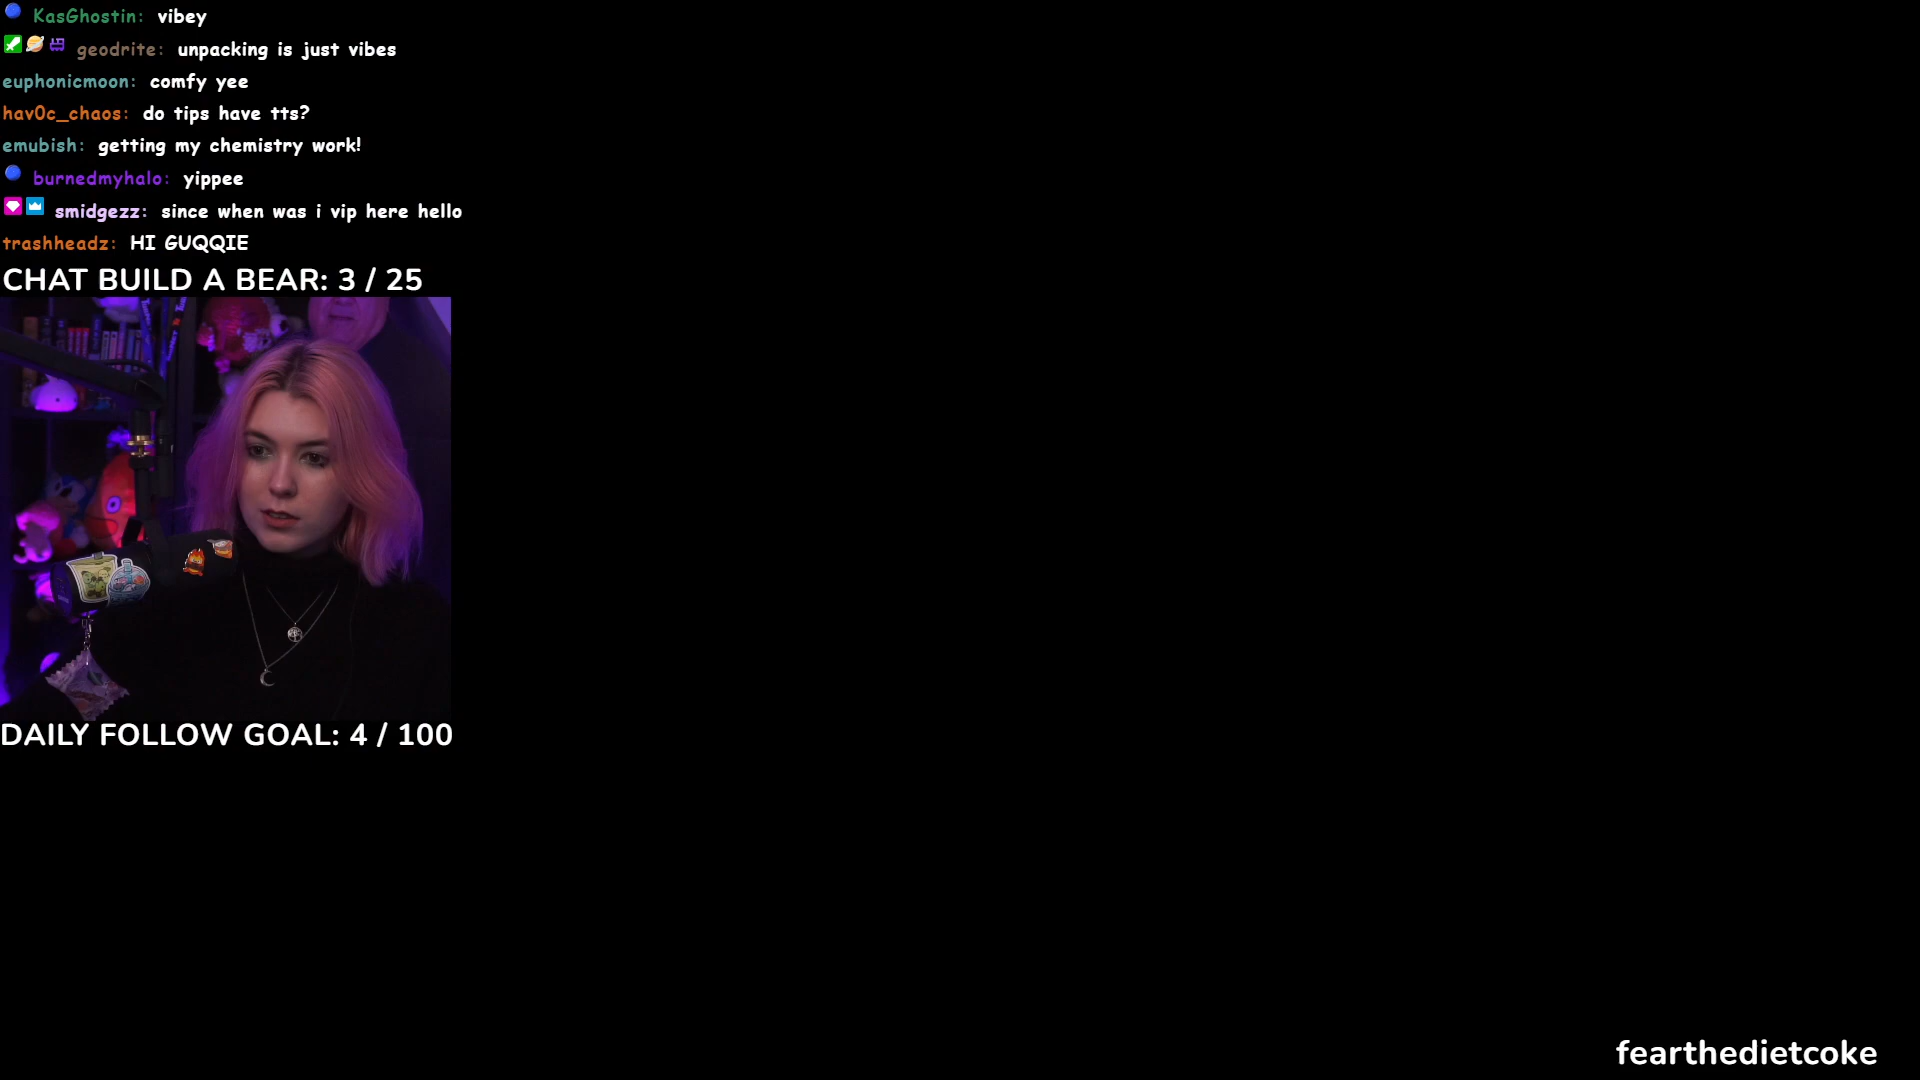 KasGhostin: vibey
geodrite: unpacking is just vibes
euphonicmoon: comfy yee
hav0c_chaos: do tips have tts?
emubish: getting my chemistry work!
burnedmyhalo: yippee
smidgezz: since when was i vip here hello
trashheadz: HI GUQQIE
CHAT BUILD A BEAR: 3 / 25
DAILY FOLLOW GOAL: 4 / 100
fearthedietcoke